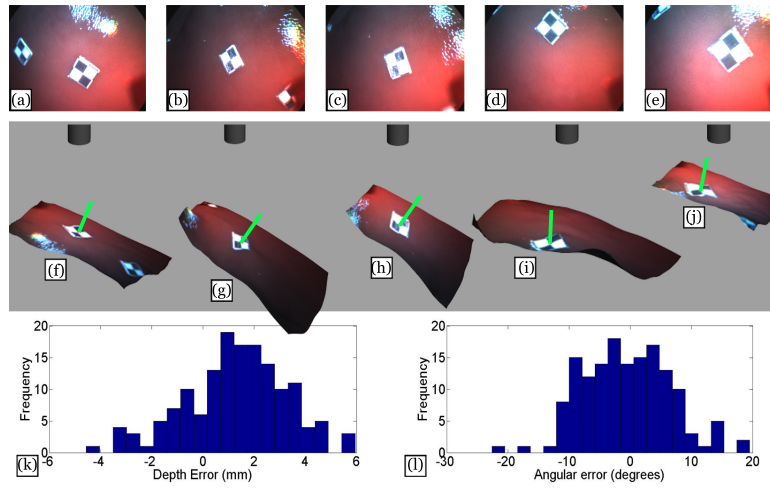 (a)
(b)
(c)
(d)
(e)
(f)
(g)
(h)
(i)
(j)
20
15
10
5
0
Frequency
-6
-4
-2
0
2
4
6
Depth Error (mm)
(k)
20
15
10
5
0
Frequency
-30
-20
-10
0
10
20
Angular error (degrees)
(l)